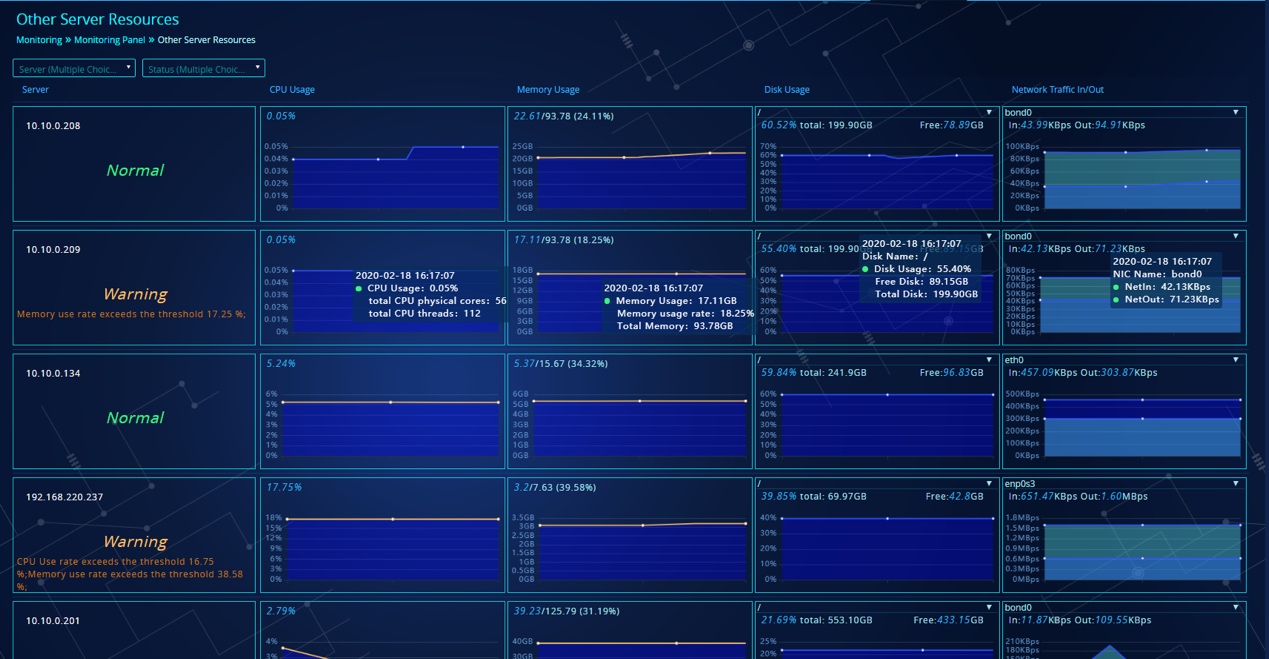 Other Server Resources
Monitoring » Monitoring Panel » Other Server Resources
Server (Multiple Choic... Status (Multiple Choic...
Server CPU Usage Memory Usage Disk Usage Network Traffic In/Out
10.10.0.208
Normal
0.05%
0.05%
0.04%
0.03%
0.02%
0.01%
0%
22.61/93.78 (24.11%)
25GB
20GB
15GB
10GB
5GB
0GB
/
60.52% total: 199.90GB Free:78.89GB
70%
60%
50%
40%
30%
20%
10%
0%
bond0
In:43.99KBps Out:94.91KBps
100KBps
80KBps
60KBps
40KBps
20KBps
0KBps
10.10.0.209
Warning
Memory use rate exceeds the threshold 17.25 %;
0.05%
0.05%
0.04%
0.03%
0.02%
0.01%
0%
2020-02-18 16:17:07
CPU Usage: 0.05%
total CPU physical cores: 56
total CPU threads: 112
17.11/93.78 (18.25%)
18GB
15GB
12GB
9GB
6GB
3GB
0GB
2020-02-18 16:17:07
Memory Usage: 17.11GB
Memory usage rate: 18.25%
Total Memory: 93.78GB
/
55.40% total: 199.90GB
60%
50%
40%
30%
20%
10%
0%
2020-02-18 16:17:07
Disk Name: /
Disk Usage: 55.40%
Free Disk: 89.15GB
Total Disk: 199.90GB
bond0
In:42.13KBps Out:71.23KBps
80KBps
70KBps
60KBps
50KBps
40KBps
30KBps
20KBps
10KBps
0KBps
2020-02-18 16:17:07
NIC Name: bond0
NetIn: 42.13KBps
NetOut: 71.23KBps
10.10.0.134
Normal
5.24%
6%
5%
4%
3%
2%
1%
0%
5.37/15.67 (34.32%)
6GB
5GB
4GB
3GB
2GB
1GB
0GB
/
59.84% total: 241.9GB Free:96.83GB
60%
50%
40%
30%
20%
10%
0%
eth0
In:457.09KBps Out:303.87KBps
500KBps
400KBps
300KBps
200KBps
100KBps
0KBps
192.168.220.237
Warning
CPU Use rate exceeds the threshold 16.75
%;Memory use rate exceeds the threshold 38.58
%;
17.75%
18%
15%
12%
9%
6%
3%
0%
3.2/7.63 (39.58%)
3.5GB
3GB
2.5GB
2GB
1.5GB
1GB
0.5GB
0GB
/
39.85% total: 69.97GB Free:42.8GB
40%
30%
20%
10%
0%
enp0s3
In:651.47KBps Out:1.60MBps
1.8MBps
1.5MBps
1.2MBps
0.9MBps
0.6MBps
0.3MBps
0MBps
10.10.0.201
2.79%
4%
3%
39.23/125.79 (31.19%)
40GB
30GB
/
21.69% total: 553.10GB Free:433.15GB
25%
20%
bond0
In:11.87KBps Out:109.55KBps
210KBps
180KBps